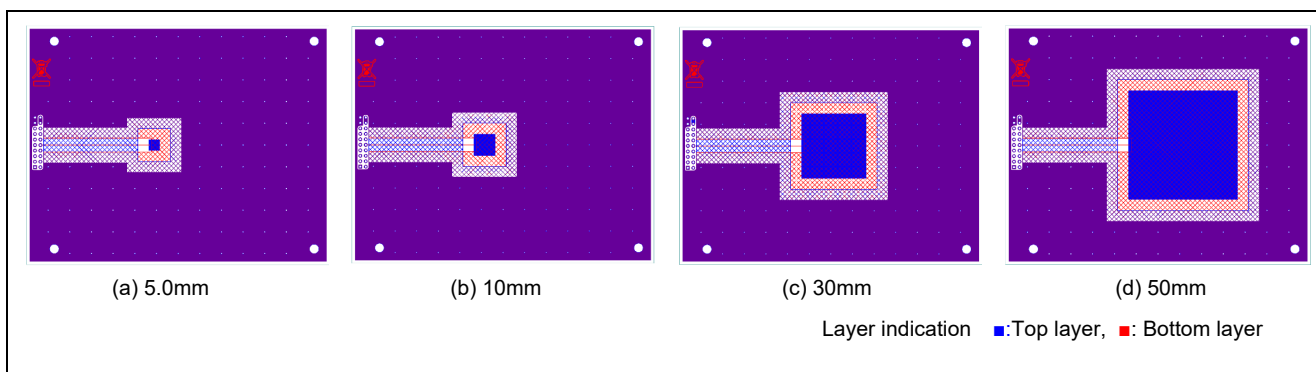 (a) 5.0mm
(b) 10mm
(c) 30mm
(d) 50mm
Layer indication ■:Top layer, ■: Bottom layer